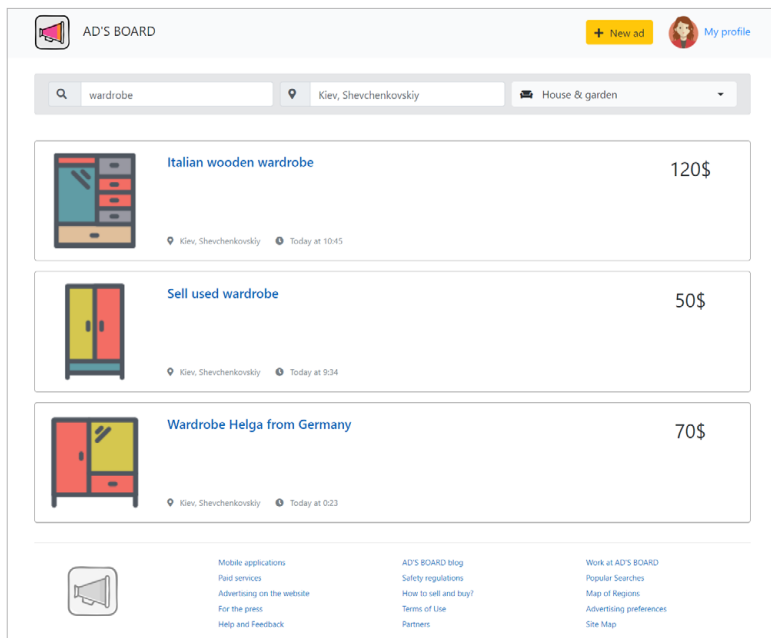 AD'S BOARD
New ad
My profile
wardrobe
Kiev, Shevchenkovskiy
House & garden
Italian wooden wardrobe
120$
Kiev, Shevchenkovskiy Today at 10:45
Sell used wardrobe
50$
Kiev, Shevchenkovskiy Today at 9:34
Wardrobe Helga from Germany
70$
Kiev, Shevchenkovskiy Today at 0:23
Mobile applications
Paid services
Advertising on the website
For the press
Help and Feedback
AD'S BOARD blog
Safety regulations
How to sell and buy?
Terms of Use
Partners
Work at AD'S BOARD
Popular Searches
Map of Regions
Advertising preferences
Site Map